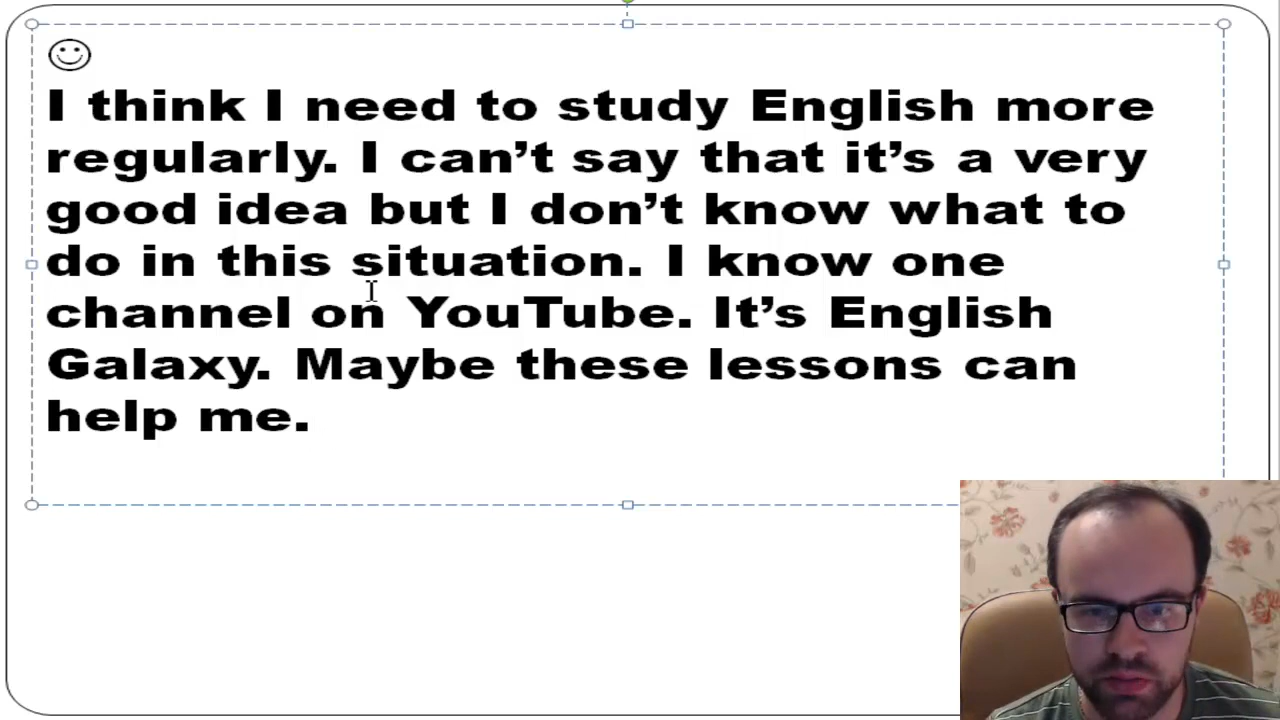 I think I need to study English more
regularly. I can’t say that it’s a very
good idea but I don’t know what to
do in this situation. I know one
channel on YouTube. It’s English
Galaxy. Maybe these lessons can
help me.